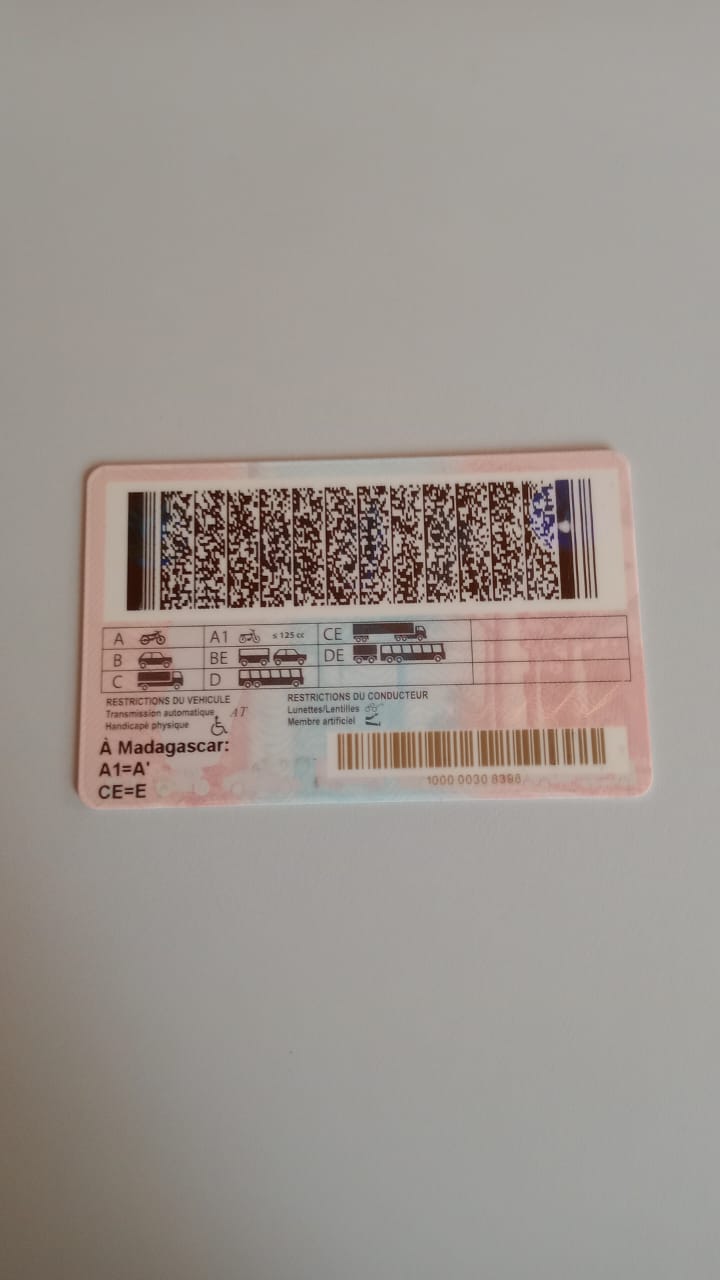 A A1 ≤ 125 cc CE
B BE DE
C D
RESTRICTIONS DU VEHICULE
Transmission automatique AT
Handicapé physique
RESTRICTIONS DU CONDUCTEUR
Lunettes/Lentilles
Membre artificiel
À Madagascar:
A1=A'
CE=E
1000 0030 8398